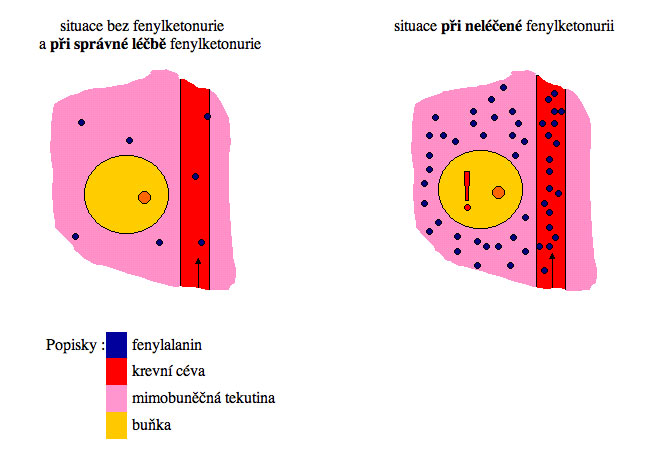 situace bez fenylketonurie
a při správné léčbě fenylketonurie
situace při neléčené fenylketonurii
!
Popisky :
fenylalanin
krevní céva
mimobuněčná tekutina
buňka